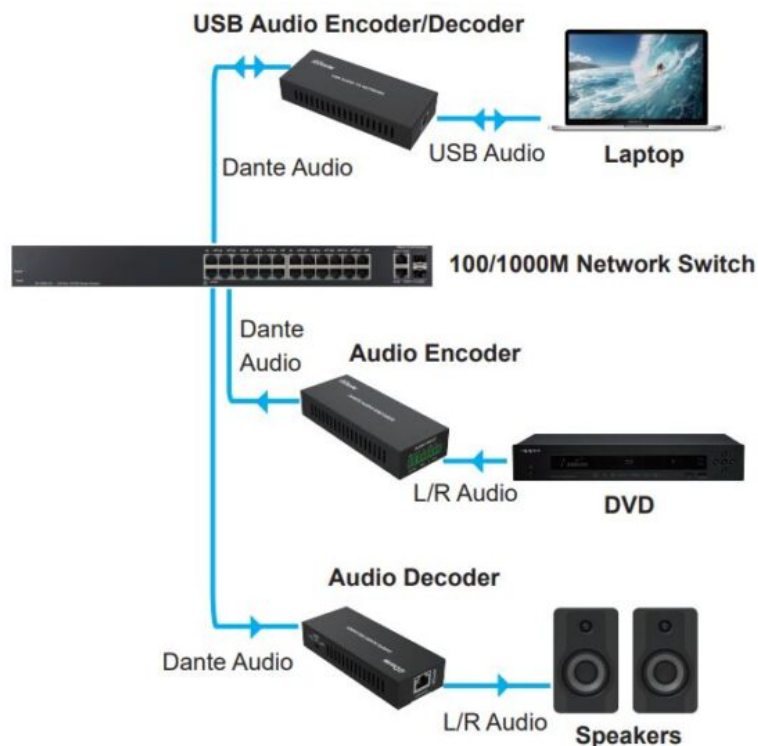 USB Audio Encoder/Decoder
Dante Audio
USB Audio
Laptop
100/1000M Network Switch
Dante
Audio
Audio Encoder
L/R Audio
DVD
Audio Decoder
Dante Audio
L/R Audio
Speakers